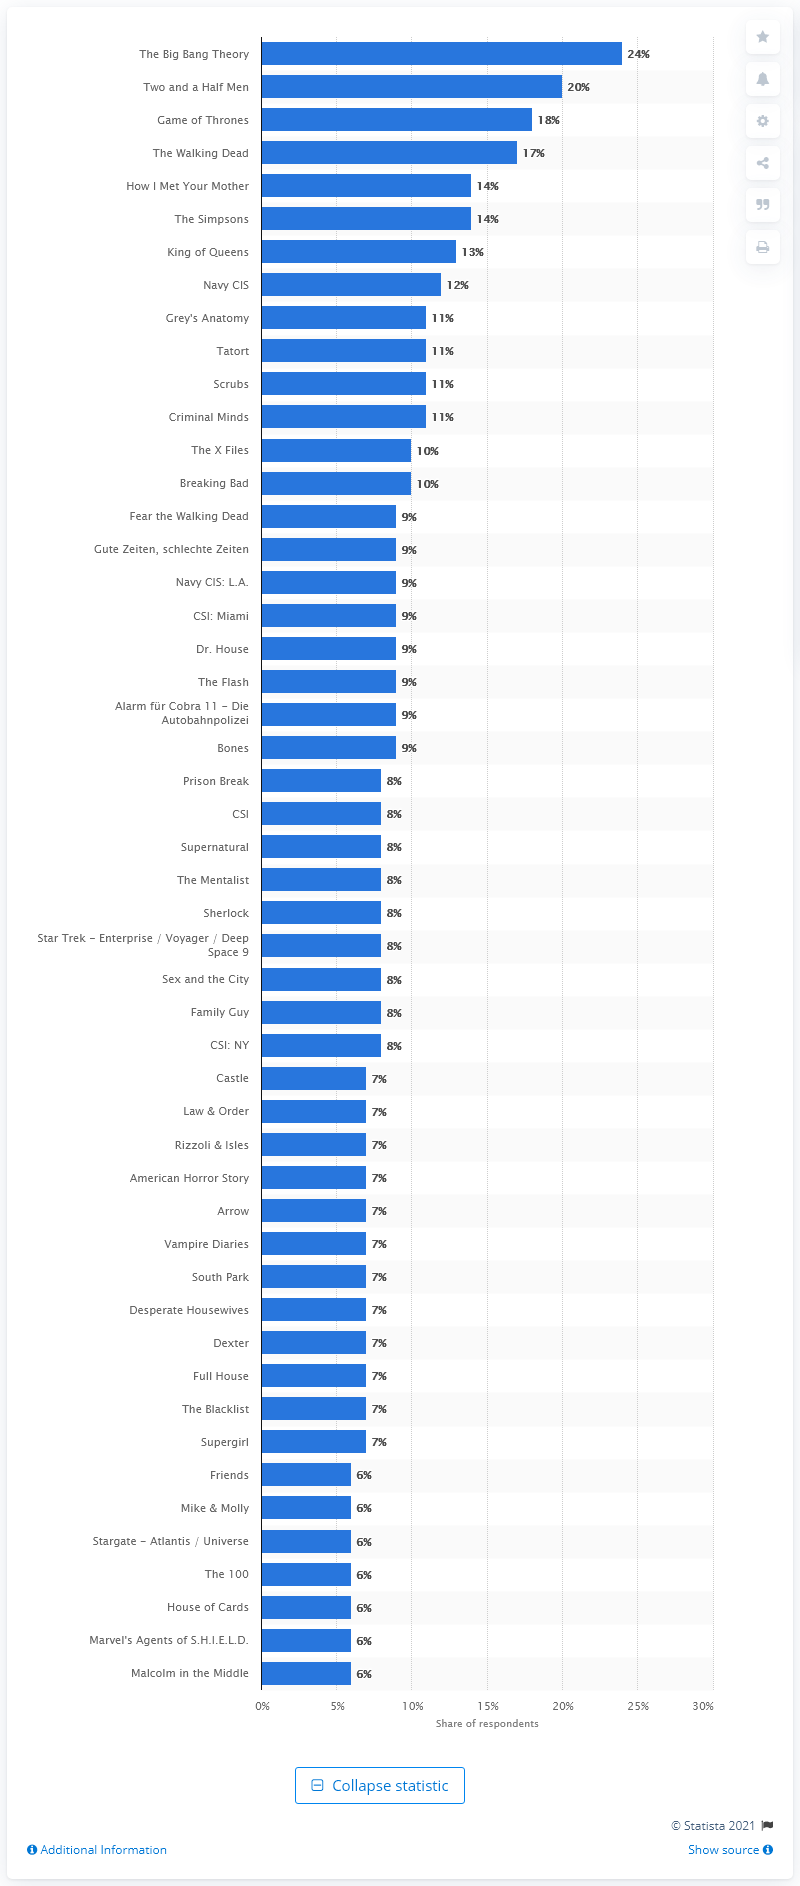 The Big Bang Theory 24%
Two and a Half Men 20%
Game of Thrones 18%
The Walking Dead 17%
How I Met Your Mother 14%
The Simpsons 14%
King of Queens 13%
Navy CIS 12%
Grey's Anatomy 11%
Tatort 11%
Scrubs 11%
Criminal Minds 11%
The X Files 10%
Breaking Bad 10%
Fear the Walking Dead 9%
Gute Zeiten, schlechte Zeiten 9%
Navy CIS: L.A. 9%
CSI: Miami 9%
Dr. House 9%
The Flash 9%
Alarm für Cobra 11 – Die
Autobahnpolizei 9%
Bones 9%
Prison Break 8%
CSI 8%
Supernatural 8%
The Mentalist 8%
Sherlock 8%
Star Trek – Enterprise / Voyager / Deep
Space 9 8%
Sex and the City 8%
Family Guy 8%
CSI: NY 8%
Castle 7%
Law & Order 7%
Rizzoli & Isles 7%
American Horror Story 7%
Arrow 7%
Vampire Diaries 7%
South Park 7%
Desperate Housewives 7%
Dexter 7%
Full House 7%
The Blacklist 7%
Supergirl 7%
Friends 6%
Mike & Molly 6%
Stargate – Atlantis / Universe 6%
The 100 6%
House of Cards 6%
Marvel's Agents of S.H.I.E.L.D. 6%
Malcolm in the Middle 6%
0% 5% 10% 15% 20% 25% 30%
Share of respondents
Collapse statistic
© Statista 2021
Additional Information
Show source